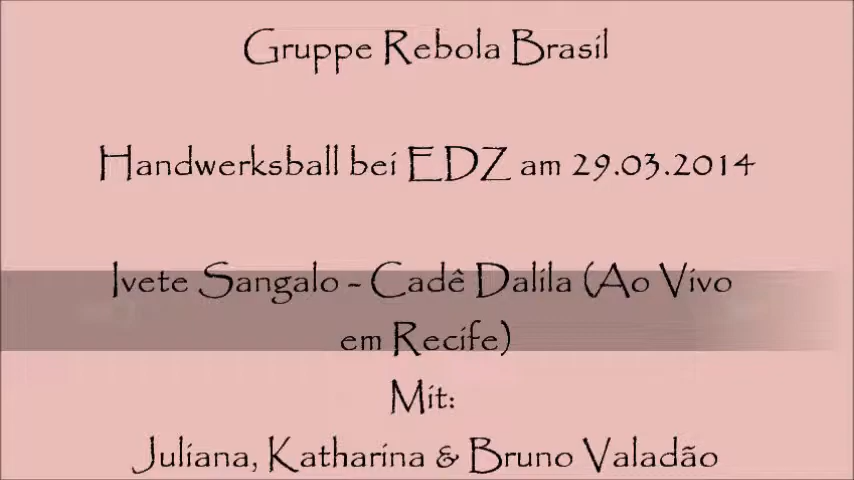 Gruppe Rebola Brasil
Handwerksball bei EDZ am 29.03.2014
Ivete Sangalo - Cadê Dalila (Ao Vivo
em Recife)
Mit:
Juliana, Katharina & Bruno Valadão